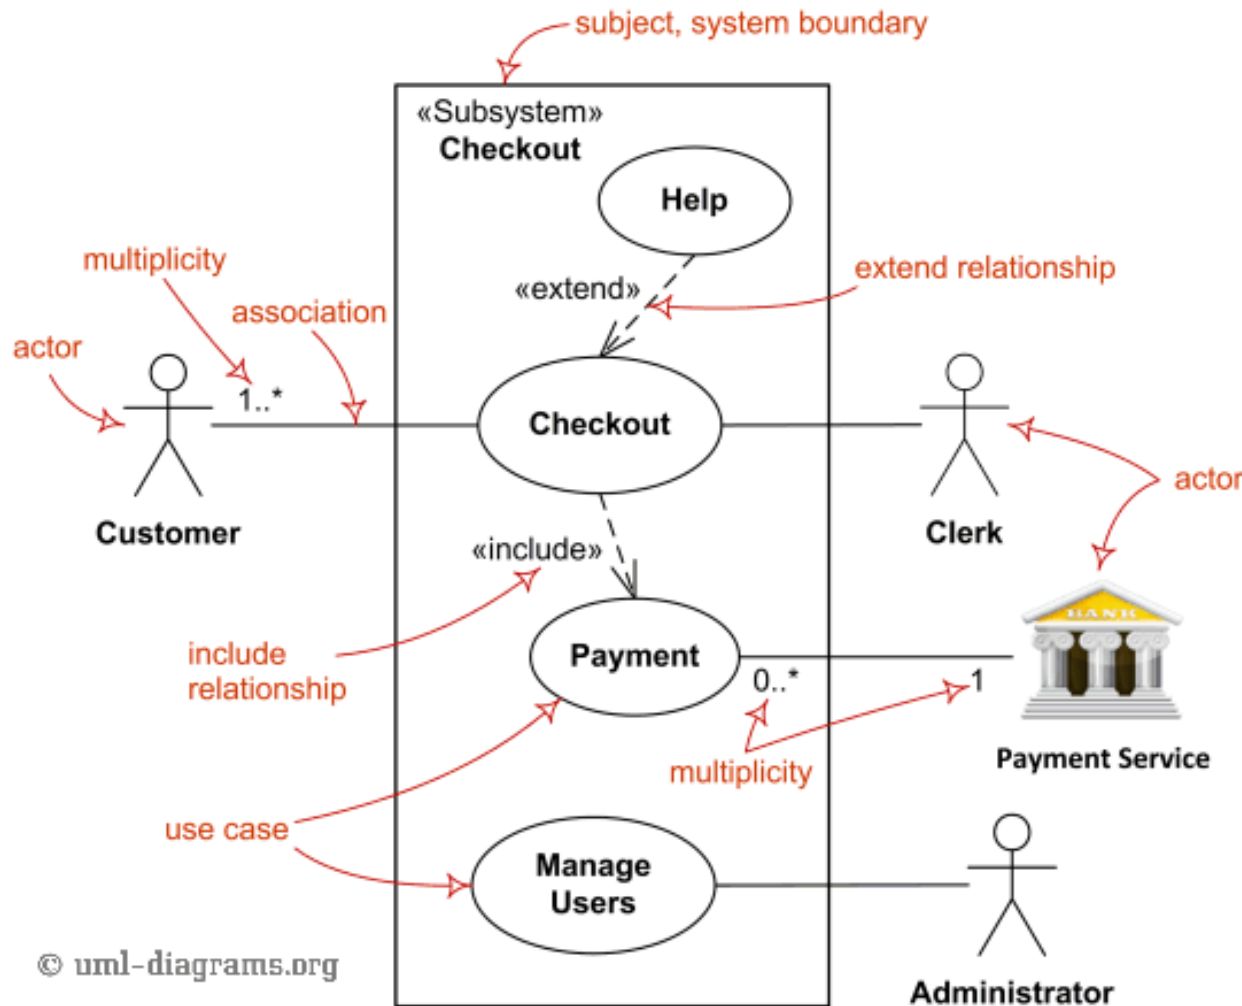 subject, system boundary
«Subsystem»
Checkout
Help
multiplicity
«extend»
extend relationship
association
actor
1..*
Checkout
actor
Customer
Clerk
«include»
BANK
include
relationship
Payment
0..*
1
multiplicity
Payment Service
use case
Manage
Users
© uml-diagrams.org
Administrator